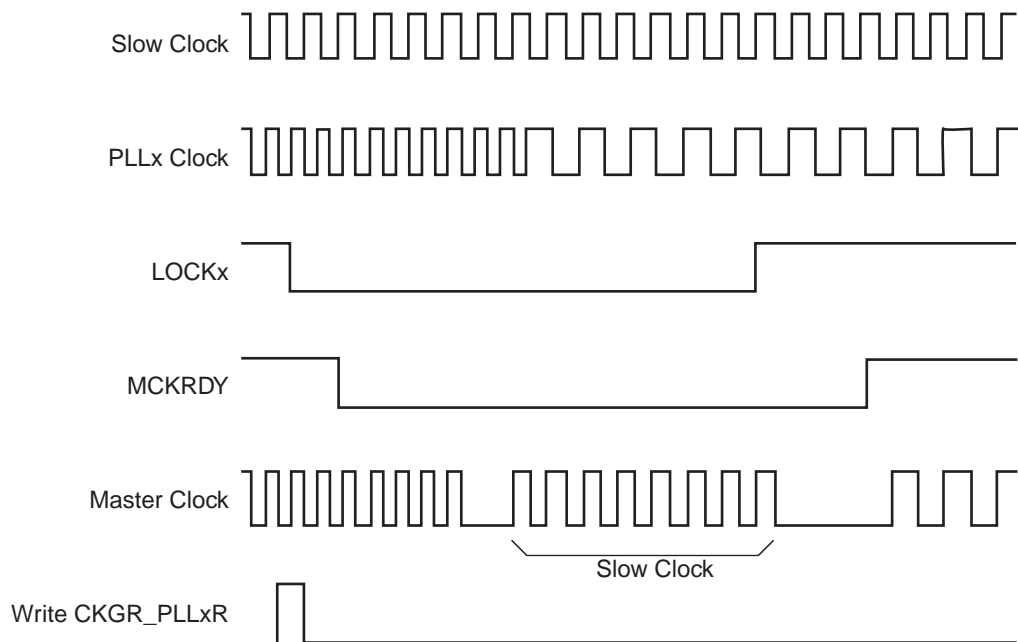 Slow Clock
PLLx Clock
LOCKx
MCKRDY
Master Clock
Slow Clock
Write CKGR_PLLxR